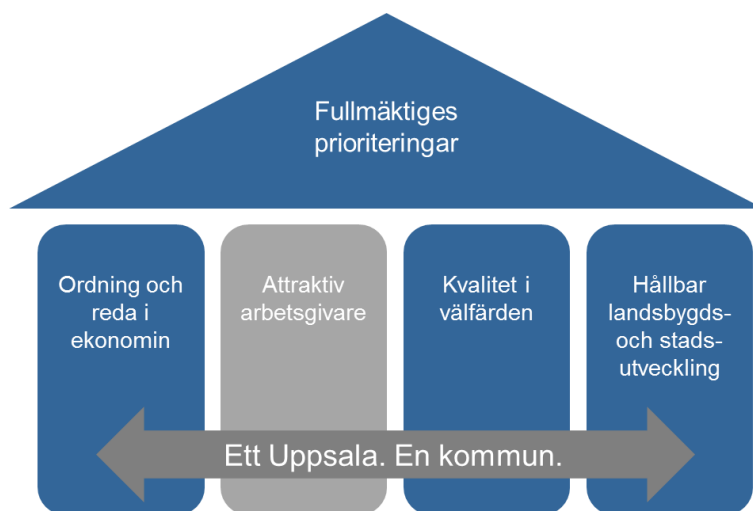 Fullmäktiges
prioriteringar
Ordning och
reda i
ekonomin
Attraktiv
arbetsgivare
Kvalitet i
välfärden
Hållbar
landsbygds-
och stads-
utveckling
Ett Uppsala. En kommun.